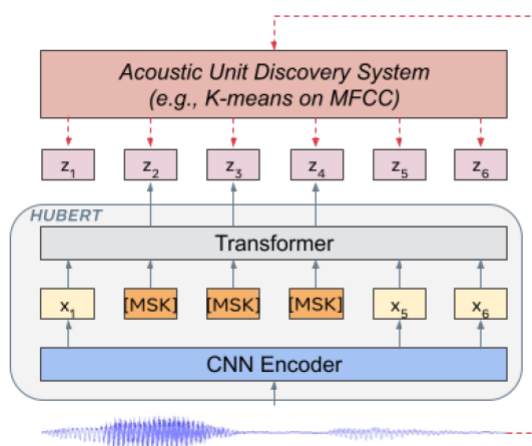 Acoustic Unit Discovery System
(e.g., K-means on MFCC)
z1 z2 z3 z4 z5 z6
HUBERT
Transformer
x1 [MSK] [MSK] [MSK] x5 x6
CNN Encoder